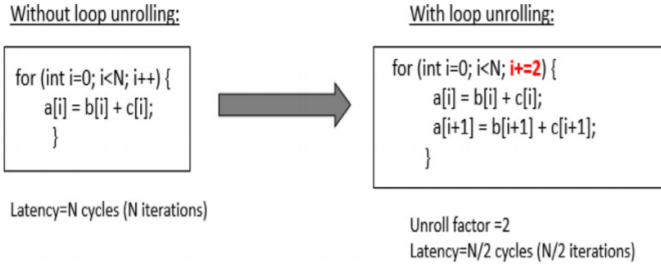 Without loop unrolling:
for (int i=0; i<N; i++) {
a[i] = b[i] + c[i];
}
Latency=N cycles (N iterations)
With loop unrolling:
for (int i=0; i<N; i+=2) {
a[i] = b[i] + c[i];
a[i+1] = b[i+1] + c[i+1];
}
Unroll factor =2
Latency=N/2 cycles (N/2 iterations)